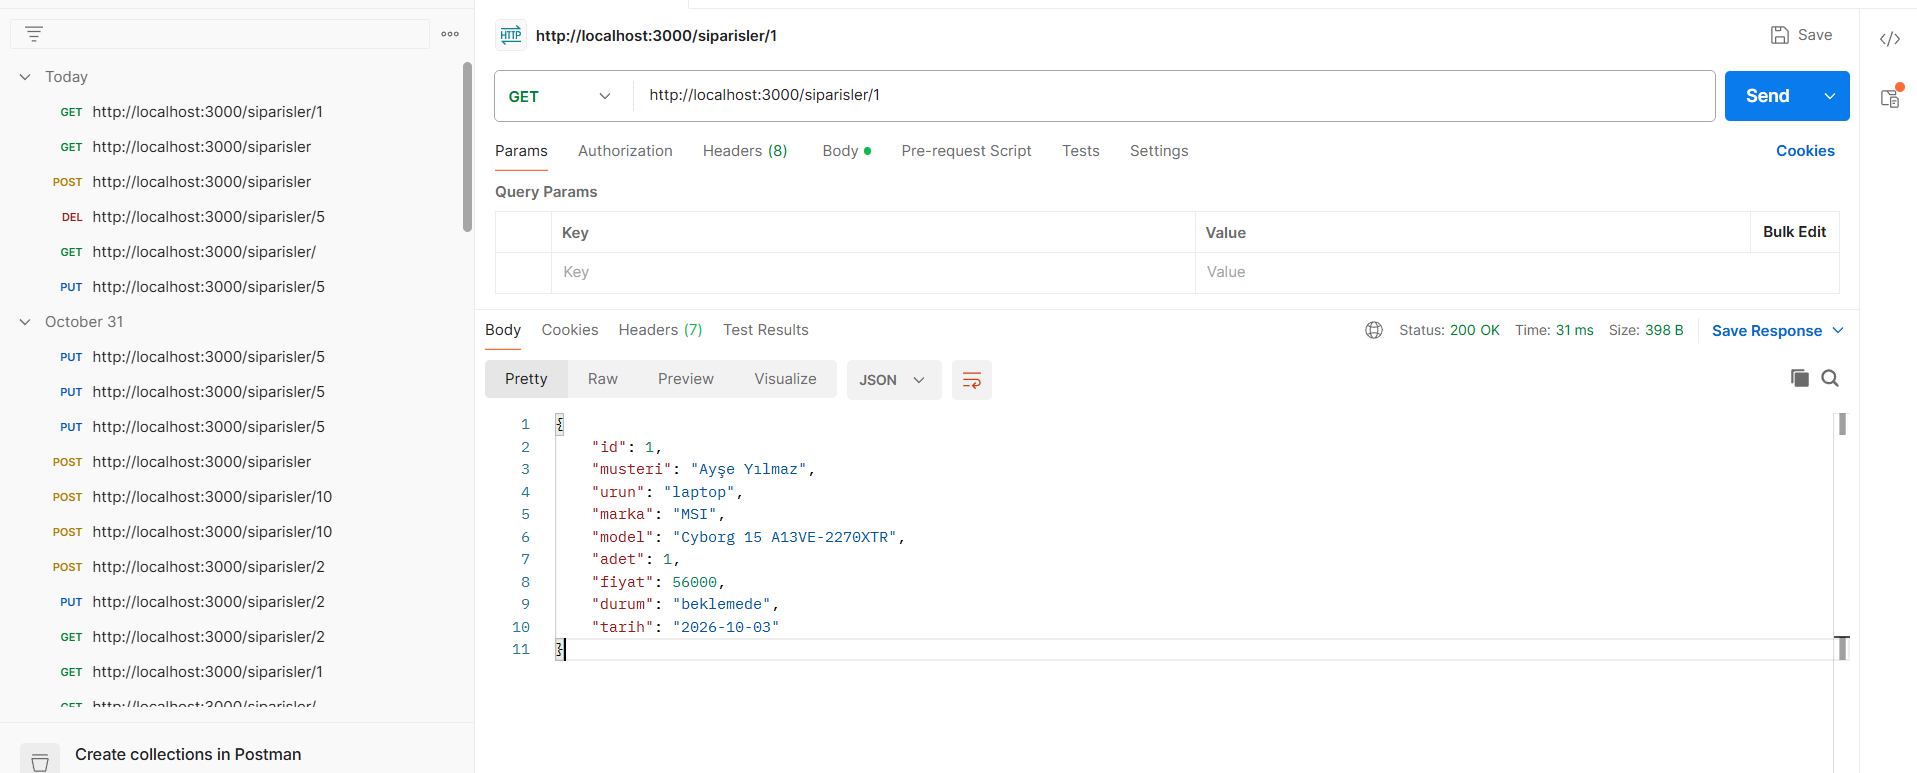 Today
GET http://localhost:3000/siparisler/1
GET http://localhost:3000/siparisler
POST http://localhost:3000/siparisler
DEL http://localhost:3000/siparisler/5
GET http://localhost:3000/siparisler/
PUT http://localhost:3000/siparisler/5
October 31
PUT http://localhost:3000/siparisler/5
PUT http://localhost:3000/siparisler/5
PUT http://localhost:3000/siparisler/5
POST http://localhost:3000/siparisler
POST http://localhost:3000/siparisler/10
POST http://localhost:3000/siparisler/10
POST http://localhost:3000/siparisler/2
PUT http://localhost:3000/siparisler/2
GET http://localhost:3000/siparisler/2
GET http://localhost:3000/siparisler/1
GET http://localhost:3000/siparisler/
Create collections in Postman
HTTP http://localhost:3000/siparisler/1
Save
GET http://localhost:3000/siparisler/1
Send
Params Authorization Headers (8) Body Pre-request Script Tests Settings Cookies
Query Params
Key Value Bulk Edit
Key Value
Body Cookies Headers (7) Test Results Status: 200 OK Time: 31 ms Size: 398 B Save Response
Pretty Raw Preview Visualize JSON
1 {
2 "id": 1,
3 "musteri": "Ayşe Yılmaz",
4 "urun": "laptop",
5 "marka": "MSI",
6 "model": "Cyborg 15 A13VE-2270XTR",
7 "adet": 1,
8 "fiyat": 56000,
9 "durum": "beklemede",
10 "tarih": "2026-10-03"
11 }